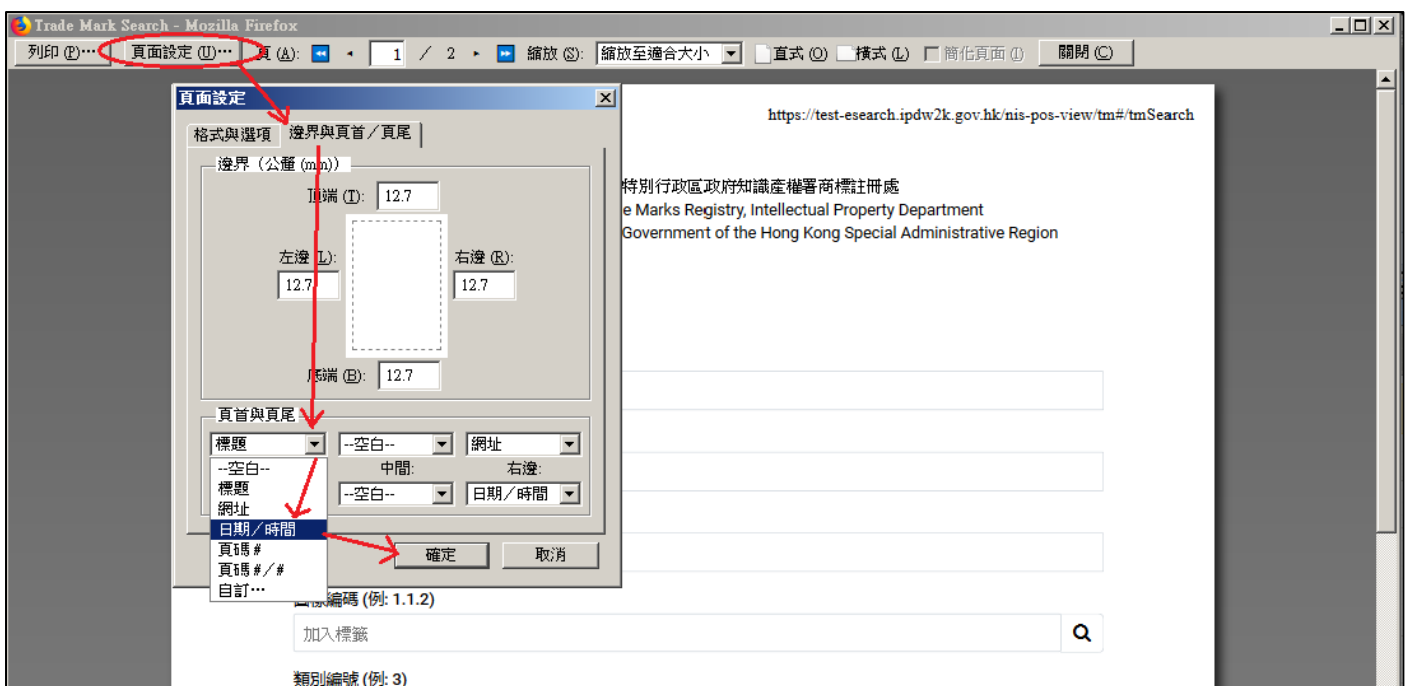 Trade Mark Search - Mozilla Firefox
列印 (P)… 頁面設定 (U)… 頁 (A): 1 / 2 縮放 (S): 縮放至適合大小 直式 (O) 橫式 (L) 簡化頁面 (I) 關閉 (C)
頁面設定
https://test-esearch.ipdw2k.gov.hk/nis-pos-view/tm#/tmSearch
格式與選項 邊界與頁首／頁尾
邊界（公釐 (mm)）
特別行政區政府知識產權署商標註冊處
頂端 (T): 12.7
e Marks Registry, Intellectual Property Department
Government of the Hong Kong Special Administrative Region
左邊 (L): 右邊 (R):
12.7 12.7
底端 (B): 12.7
頁首與頁尾
標題 --空白-- 網址
--空白-- 中間: 右邊:
標題 --空白-- 日期／時間
網址
日期／時間
頁碼 #
頁碼 #／#
自訂…
確定 取消
圖像編碼 (例: 1.1.2)
加入標籤
類別編號 (例: 3)